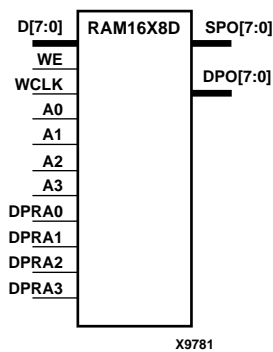 D[7:0] RAM16X8D SPO[7:0]
WE
WCLK DPO[7:0]
A0
A1
A2
A3
DPRA0
DPRA1
DPRA2
DPRA3
X9781